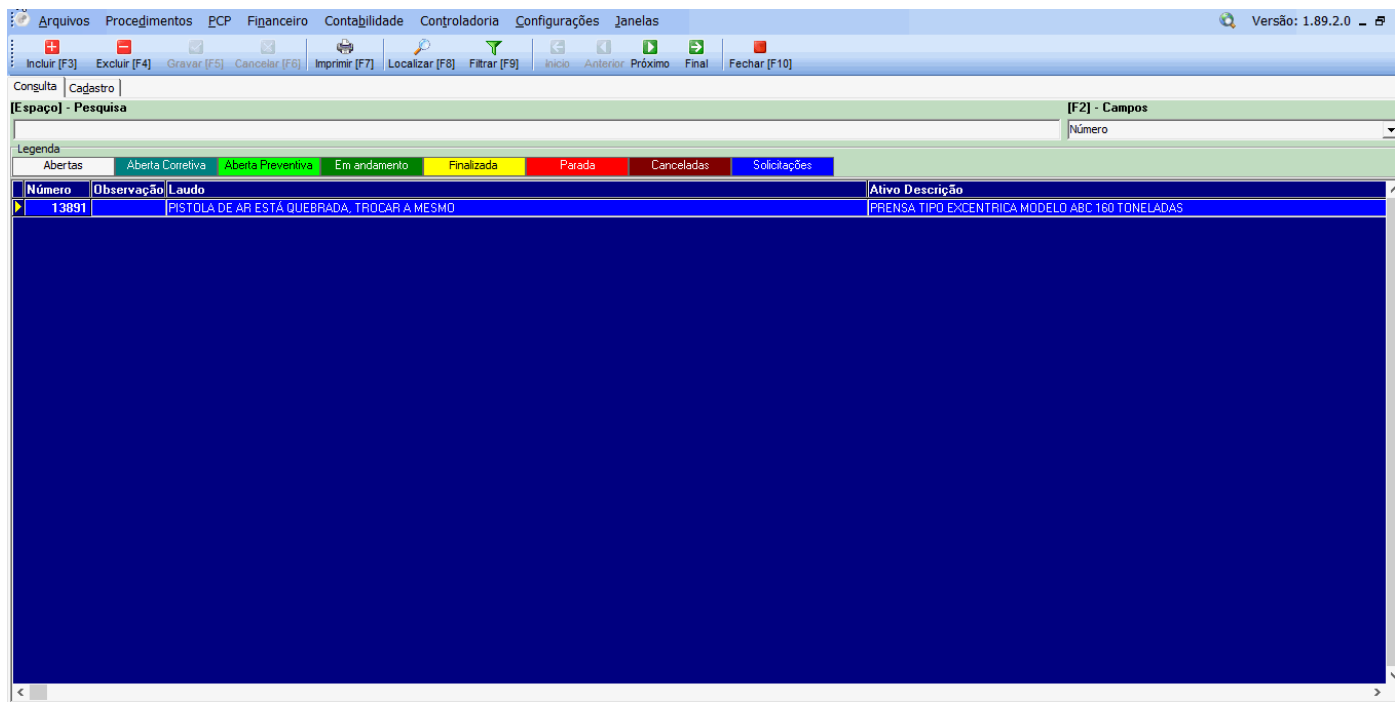 Arquivos Procedimentos PCP Financeiro Contabilidade Controladoria Configurações Janelas Versão: 1.89.2.0
Incluir [F3] Excluir [F4] Gravar [F5] Cancelar [F6] Imprimir [F7] Localizar [F8] Filtrar [F9] Inicio Anterior Próximo Final Fechar [F10]
Consulta Cadastro
[Espaço] - Pesquisa [F2] - Campos
Número
Legenda
Abertas Aberta Corretiva Aberta Preventiva Em andamento Finalizada Parada Canceladas Solicitações
Número Observação Laudo Ativo Descrição
13891 PISTOLA DE AR ESTÁ QUEBRADA, TROCAR A MESMO PRENSA TIPO EXCENTRICA MODELO ABC 160 TONELADAS